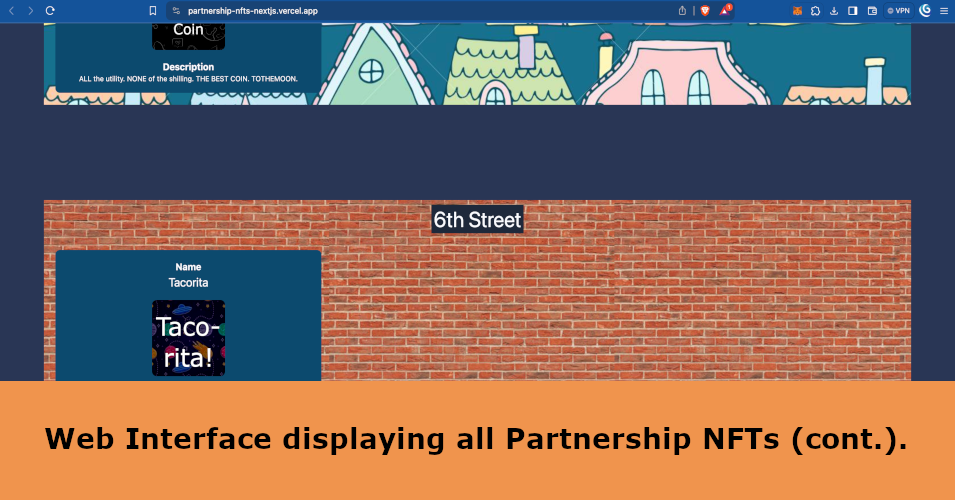 partnership-nfts-nextjs.vercel.app
1
VPN
Coin
Description
ALL the utility. NONE of the shilling. THE BEST COIN. TOTHEMOON.
6th Street
Name
Tacorita
Taco-
rita!
Web Interface displaying all Partnership NFTs (cont.).